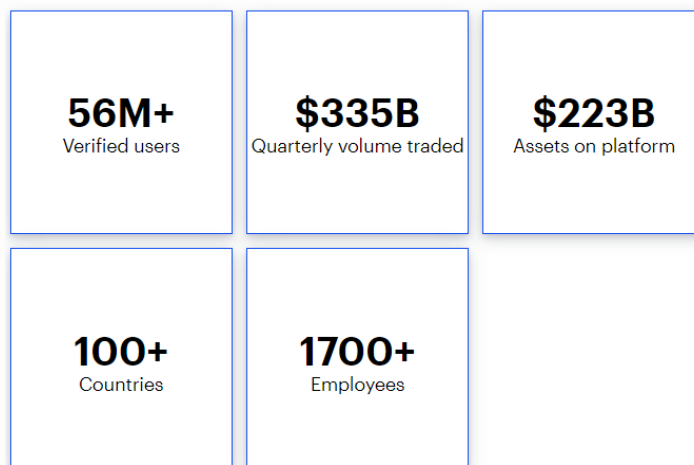 56M+
Verified users
$335B
Quarterly volume traded
$223B
Assets on platform
100+
Countries
1700+
Employees